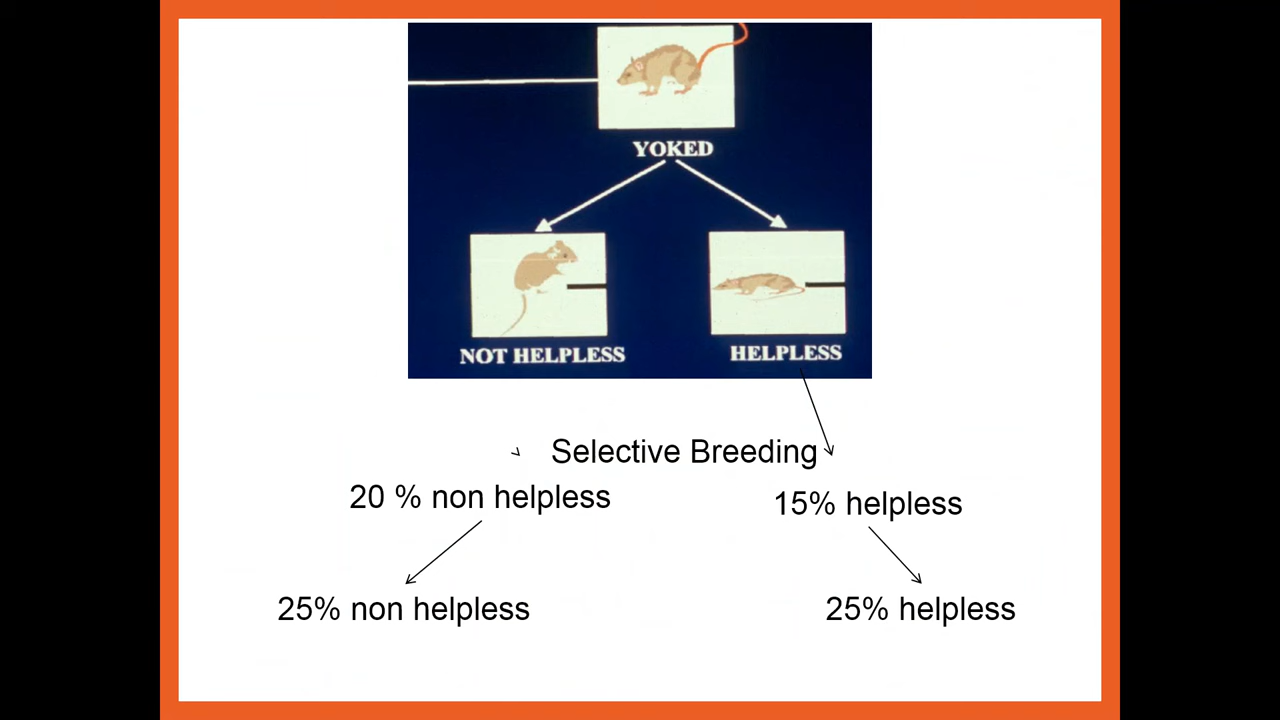 YOKED
NOT HELPLESS
HELPLESS
Selective Breeding
20 % non helpless
15% helpless
25% non helpless
25% helpless